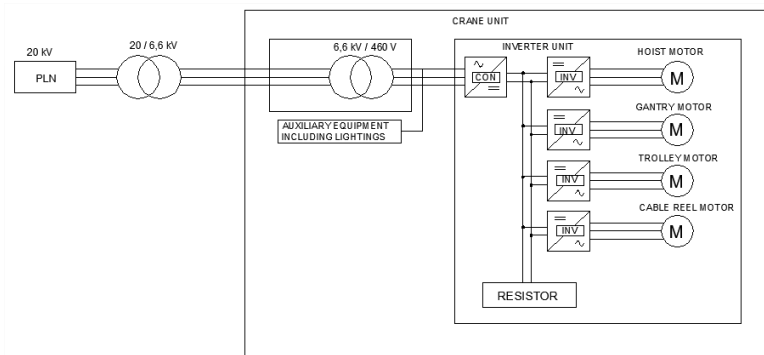 CRANE UNIT
20 kV
20 / 6,6 kV
6,6 kV / 460 V
INVERTER UNIT
HOIST MOTOR
PLN
CON
INV
M
GANTRY MOTOR
INV
M
AUXILIARY EQUIPMENT
INCLUDING LIGHTINGS
TROLLEY MOTOR
INV
M
CABLE REEL MOTOR
INV
M
RESISTOR